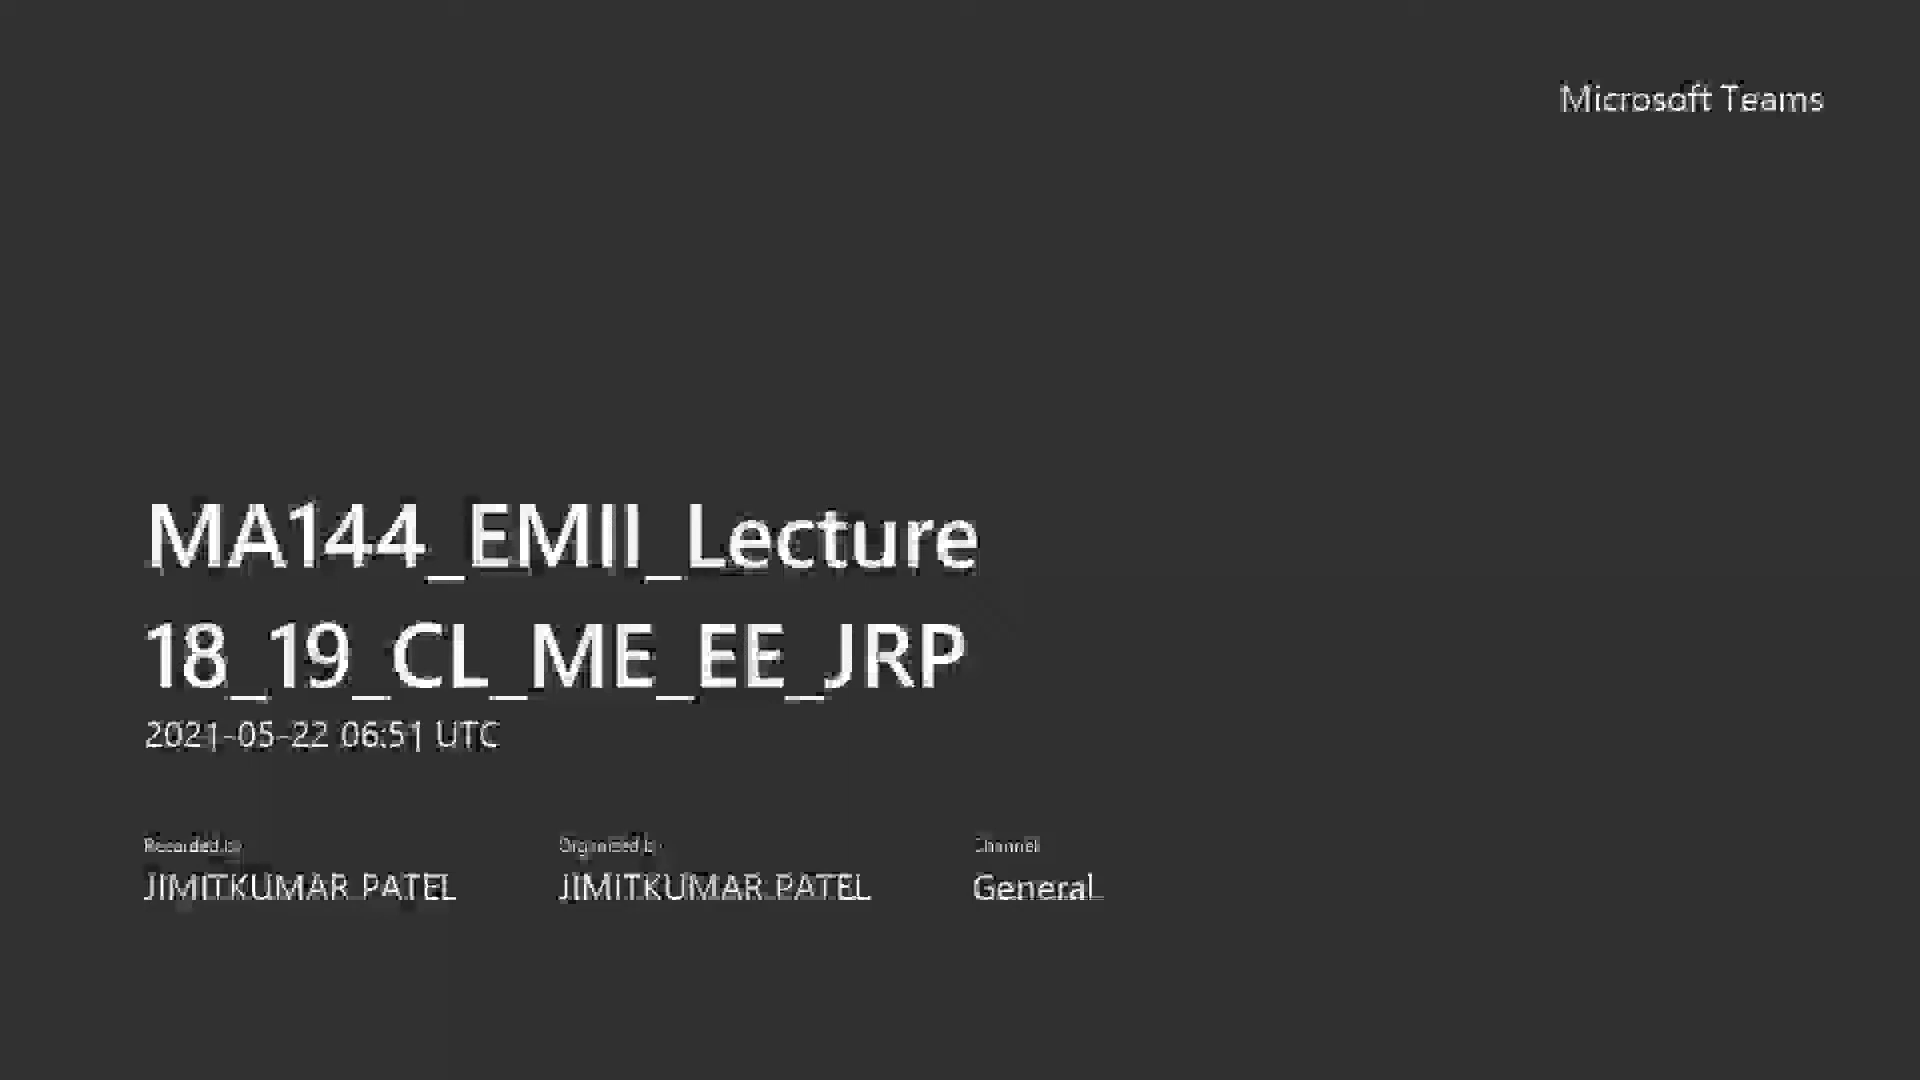 Microsoft Teams
MA144_EMII_Lecture
18_19_CL_ME_EE_JRP
2021-05-22 06:51 UTC
Recorded by
Organized by
Channel
JIMITKUMAR PATEL
JIMITKUMAR PATEL
General